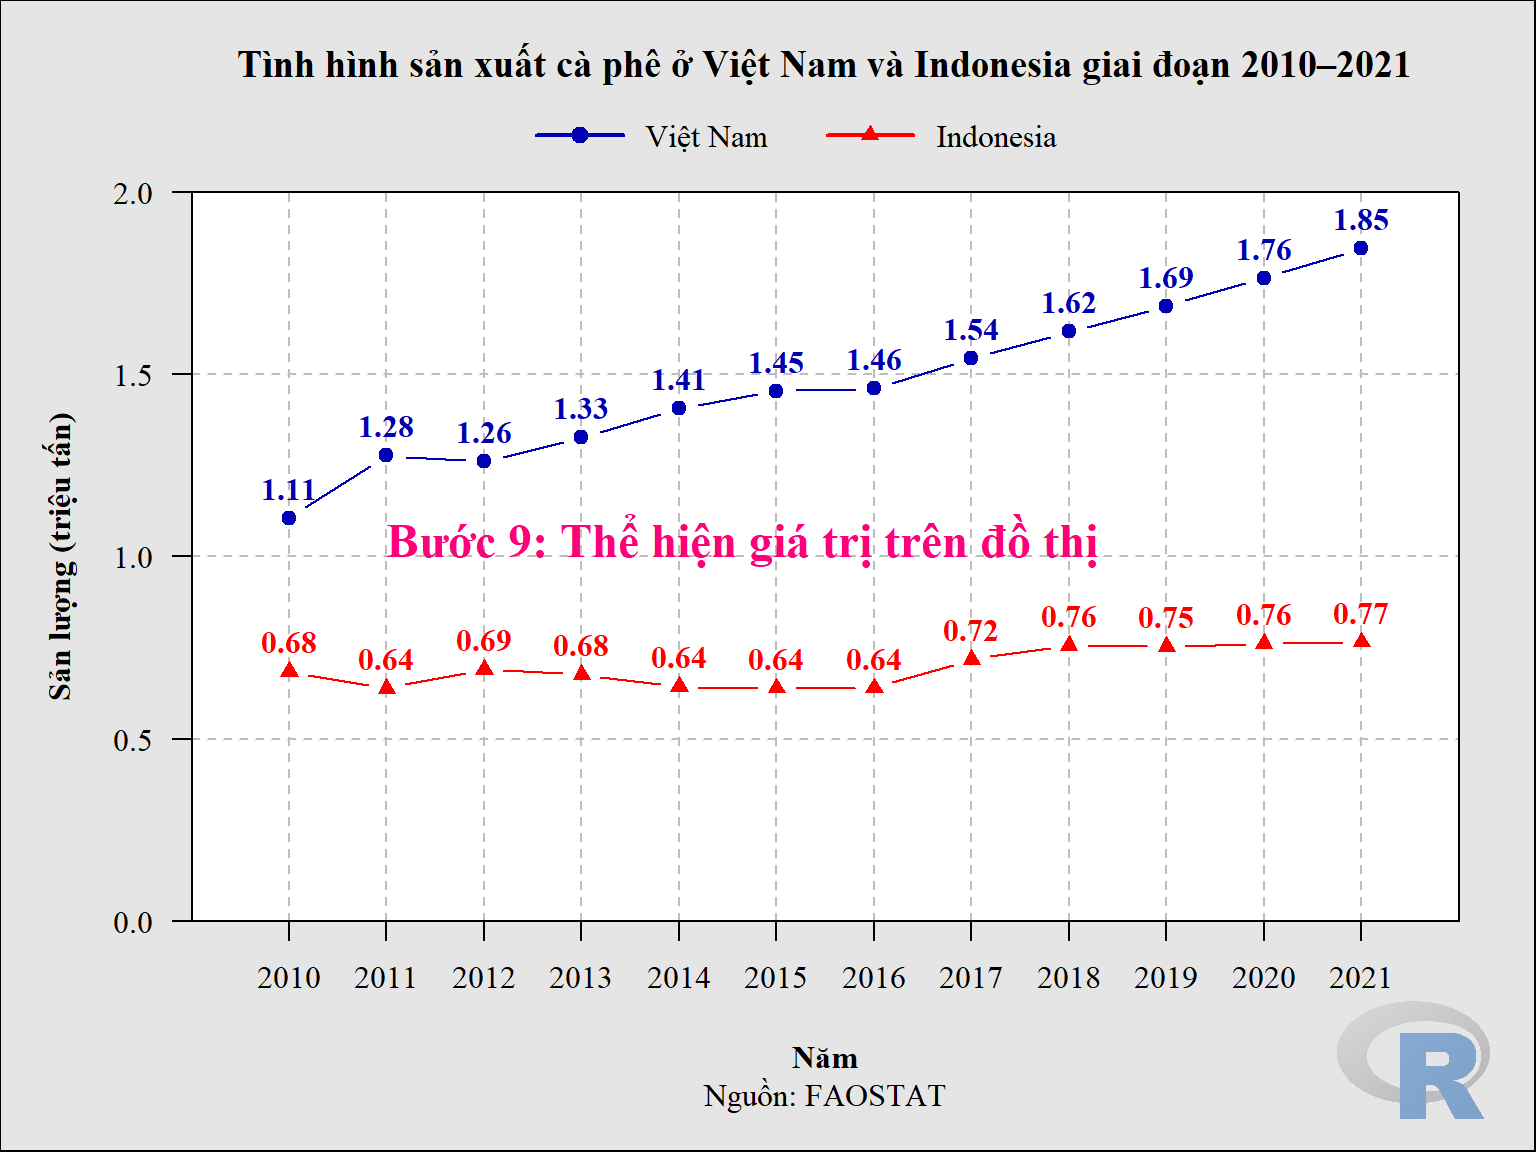 Tình hình sản xuất cà phê ở Việt Nam và Indonesia giai đoạn 2010–2021
Việt Nam Indonesia
Sản lượng (triệu tấn)
2.0
1.5
1.0
0.5
0.0
1.11 1.28 1.26 1.33 1.41 1.45 1.46 1.54 1.62 1.69 1.76 1.85
Bước 9: Thể hiện giá trị trên đồ thị
0.68 0.64 0.69 0.68 0.64 0.64 0.64 0.72 0.76 0.75 0.76 0.77
2010 2011 2012 2013 2014 2015 2016 2017 2018 2019 2020 2021
Năm
Nguồn: FAOSTAT
R